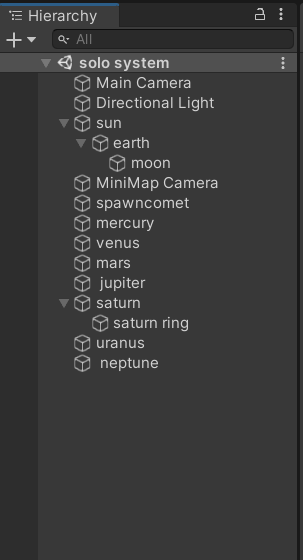 Hierarchy
All
solo system
Main Camera
Directional Light
sun
earth
moon
MiniMap Camera
spawncomet
mercury
venus
mars
jupiter
saturn
saturn ring
uranus
neptune